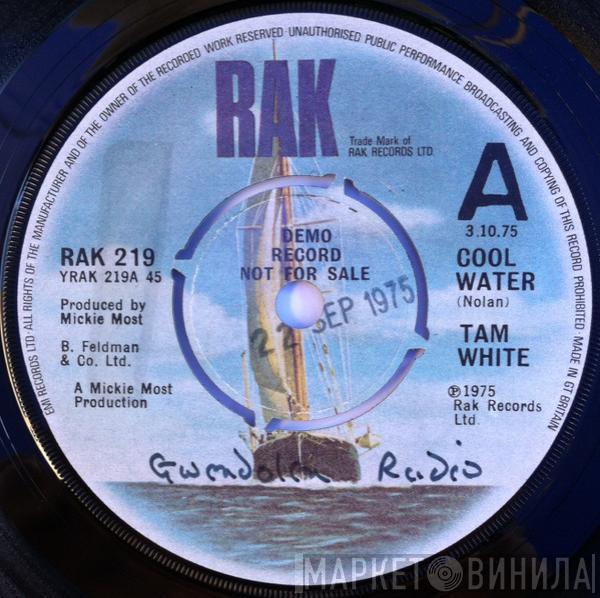 EMI RECORDS LTD·ALL RIGHTS OF THE MANUFACTURER AND OF THE OWNER OF THE RECORDED WORK RESERVED·UNAUTHORISED PUBLIC PERFORMANCE BROADCASTING AND COPYING OF THIS RECORD PROHIBITED·MADE IN GT BRITAIN
RAK
Trade Mark of
RAK RECORDS LTD.
A
3.10.75
DEMO
RECORD
NOT FOR SALE
RAK 219
YRAK 219A 45
Produced by
Mickie Most
B. Feldman
& Co. Ltd.
A Mickie Most
Production
22 SEP 1975
COOL
WATER
(Nolan)
TAM
WHITE
℗1975
Rak Records
Ltd.
Gwendolen Radio
МАРКЕТ ВИНИЛА